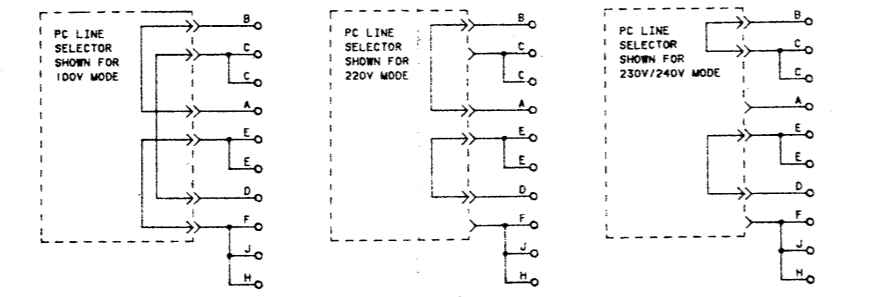 PC LINE
SELECTOR
SHOWN FOR
100V MODE
B
C
C
A
E
E
D
F
J
H
PC LINE
SELECTOR
SHOWN FOR
220V MODE
B
C
C
A
E
E
D
F
J
H
PC LINE
SELECTOR
SHOWN FOR
230V/240V MODE
B
C
C
A
E
E
D
F
J
H